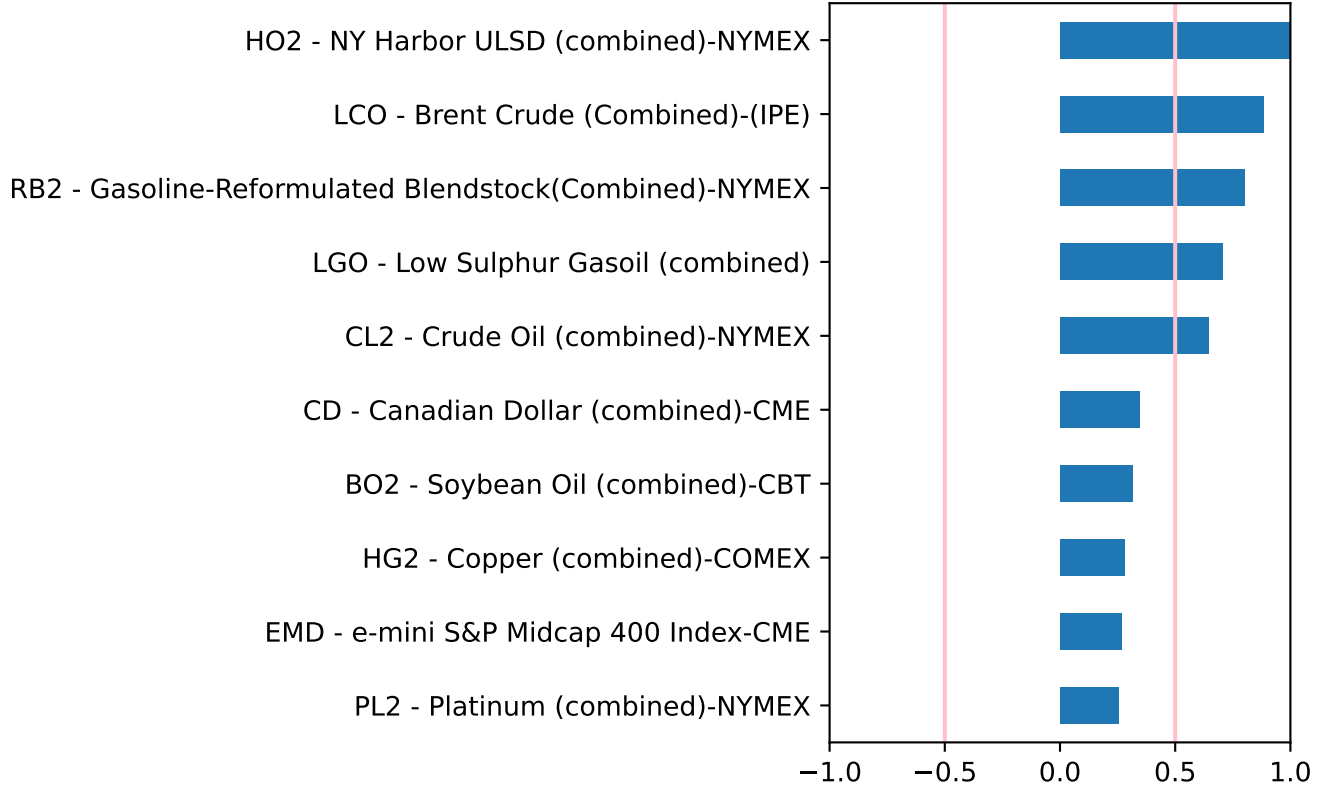 HO2 - NY Harbor ULSD (combined)-NYMEX
LCO - Brent Crude (Combined)-(IPE)
RB2 - Gasoline-Reformulated Blendstock(Combined)-NYMEX
LGO - Low Sulphur Gasoil (combined)
CL2 - Crude Oil (combined)-NYMEX
CD - Canadian Dollar (combined)-CME
BO2 - Soybean Oil (combined)-CBT
HG2 - Copper (combined)-COMEX
EMD - e-mini S&P Midcap 400 Index-CME
PL2 - Platinum (combined)-NYMEX
−1.0 −0.5 0.0 0.5 1.0